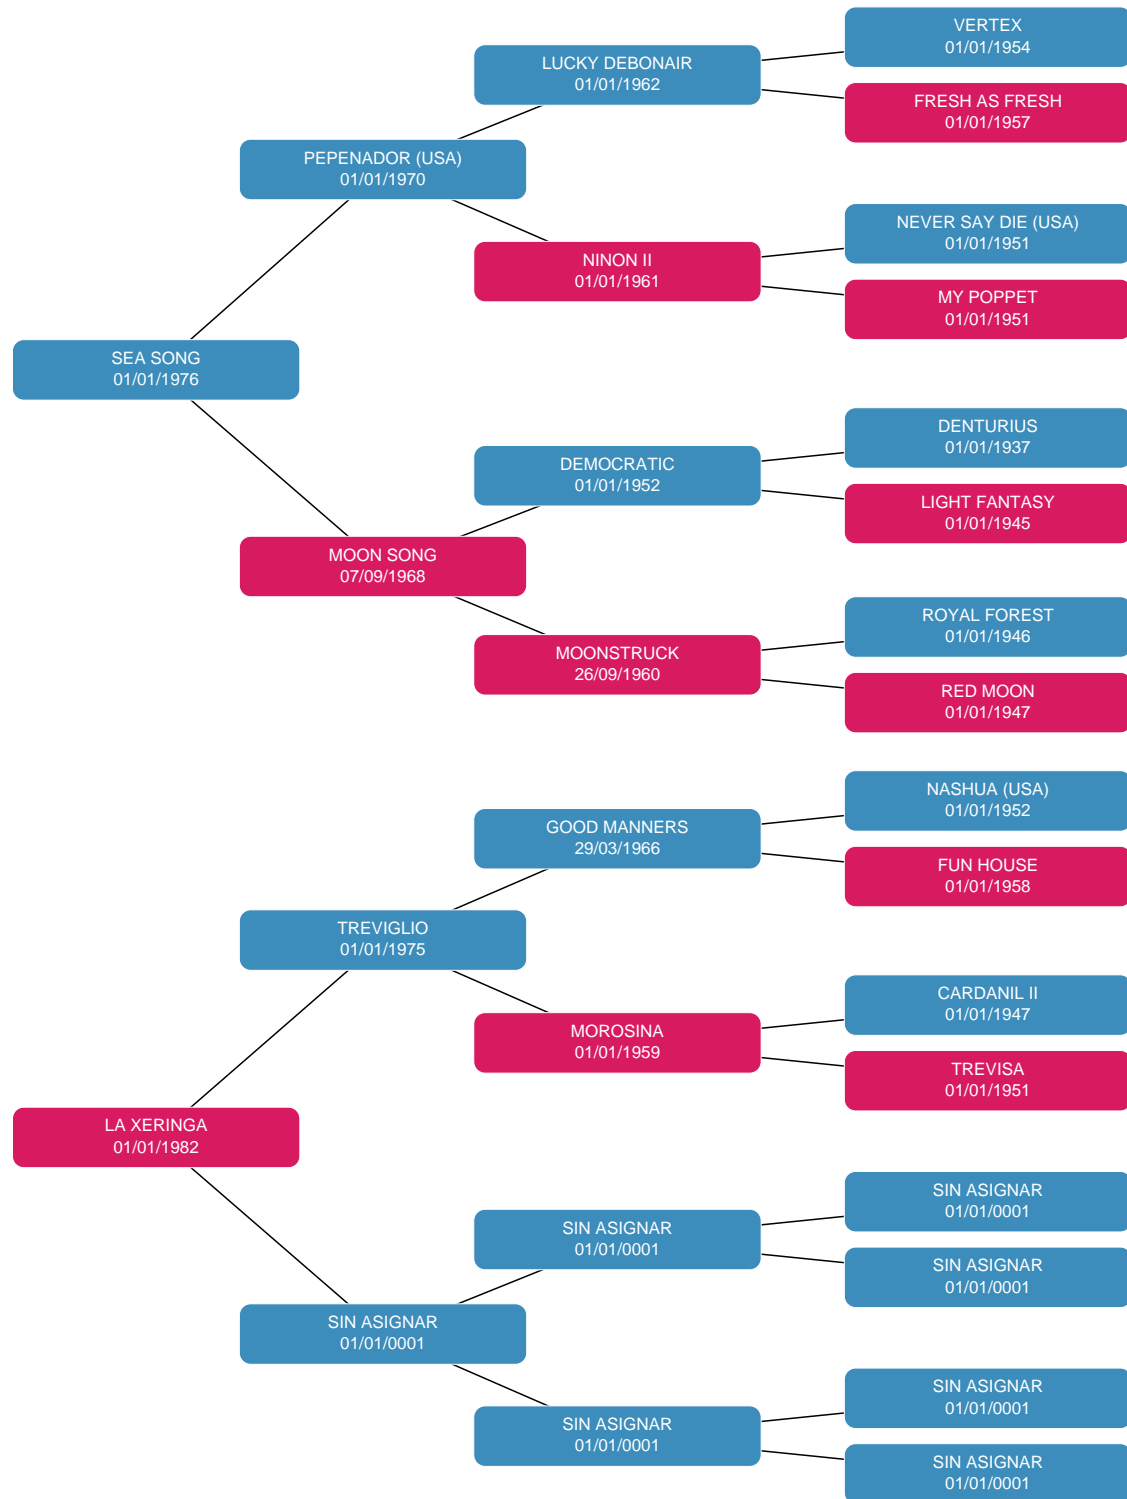 VERTEX
01/01/1954
LUCKY DEBONAIR
01/01/1962
FRESH AS FRESH
01/01/1957
PEPENADOR (USA)
01/01/1970
NEVER SAY DIE (USA)
01/01/1951
NINON II
01/01/1961
MY POPPET
01/01/1951
SEA SONG
01/01/1976
DENTURIUS
01/01/1937
DEMOCRATIC
01/01/1952
LIGHT FANTASY
01/01/1945
MOON SONG
07/09/1968
ROYAL FOREST
01/01/1946
MOONSTRUCK
26/09/1960
RED MOON
01/01/1947
NASHUA (USA)
01/01/1952
GOOD MANNERS
29/03/1966
FUN HOUSE
01/01/1958
TREVIGLIO
01/01/1975
CARDANIL II
01/01/1947
MOROSINA
01/01/1959
TREVISA
01/01/1951
LA XERINGA
01/01/1982
SIN ASIGNAR
01/01/0001
SIN ASIGNAR
01/01/0001
SIN ASIGNAR
01/01/0001
SIN ASIGNAR
01/01/0001
SIN ASIGNAR
01/01/0001
SIN ASIGNAR
01/01/0001
SIN ASIGNAR
01/01/0001